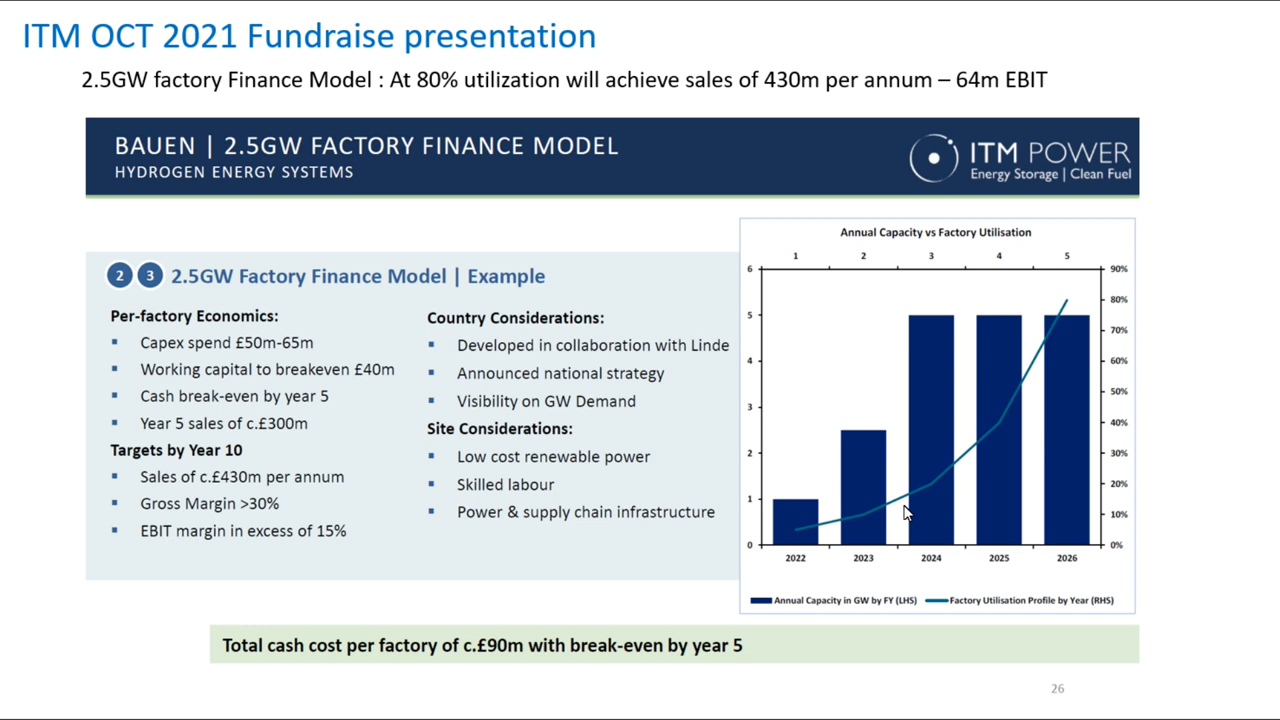 ITM OCT 2021 Fundraise presentation
2.5GW factory Finance Model : At 80% utilization will achieve sales of 430m per annum – 64m EBIT
BAUEN | 2.5GW FACTORY FINANCE MODEL
HYDROGEN ENERGY SYSTEMS
ITM POWER
Energy Storage | Clean Fuel
2 3 2.5GW Factory Finance Model | Example
Per-factory Economics:
▪ Capex spend £50m-65m
▪ Working capital to breakeven £40m
▪ Cash break-even by year 5
▪ Year 5 sales of c.£300m
Targets by Year 10
▪ Sales of c.£430m per annum
▪ Gross Margin >30%
▪ EBIT margin in excess of 15%
Country Considerations:
▪ Developed in collaboration with Linde
▪ Announced national strategy
▪ Visibility on GW Demand
Site Considerations:
▪ Low cost renewable power
▪ Skilled labour
▪ Power & supply chain infrastructure
Annual Capacity vs Factory Utilisation
1 2 3 4 5
6 90%
80%
5 70%
4 60%
50%
3 40%
2 30%
20%
1 10%
0 0%
2022 2023 2024 2025 2026
Annual Capacity in GW by FY (LHS) Factory Utilisation Profile by Year (RHS)
Total cash cost per factory of c.£90m with break-even by year 5
26